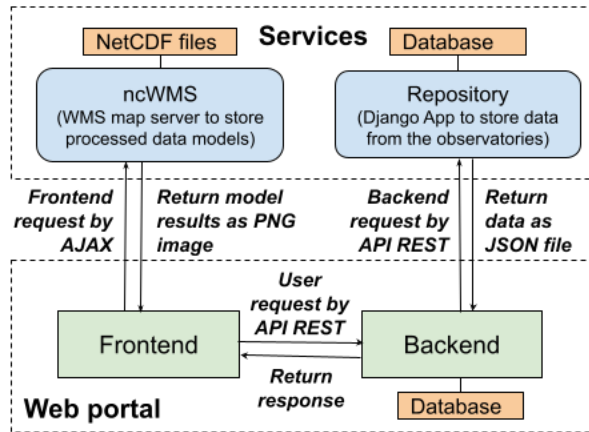 NetCDF files
Services
Database
ncWMS
(WMS map server to store
processed data models)
Repository
(Django App to store data
from the observatories)
Frontend
request by
AJAX
Return model
results as PNG
image
Backend
request by
API REST
Return
data as
JSON file
User
request by
API REST
Frontend
Backend
Return
response
Web portal
Database